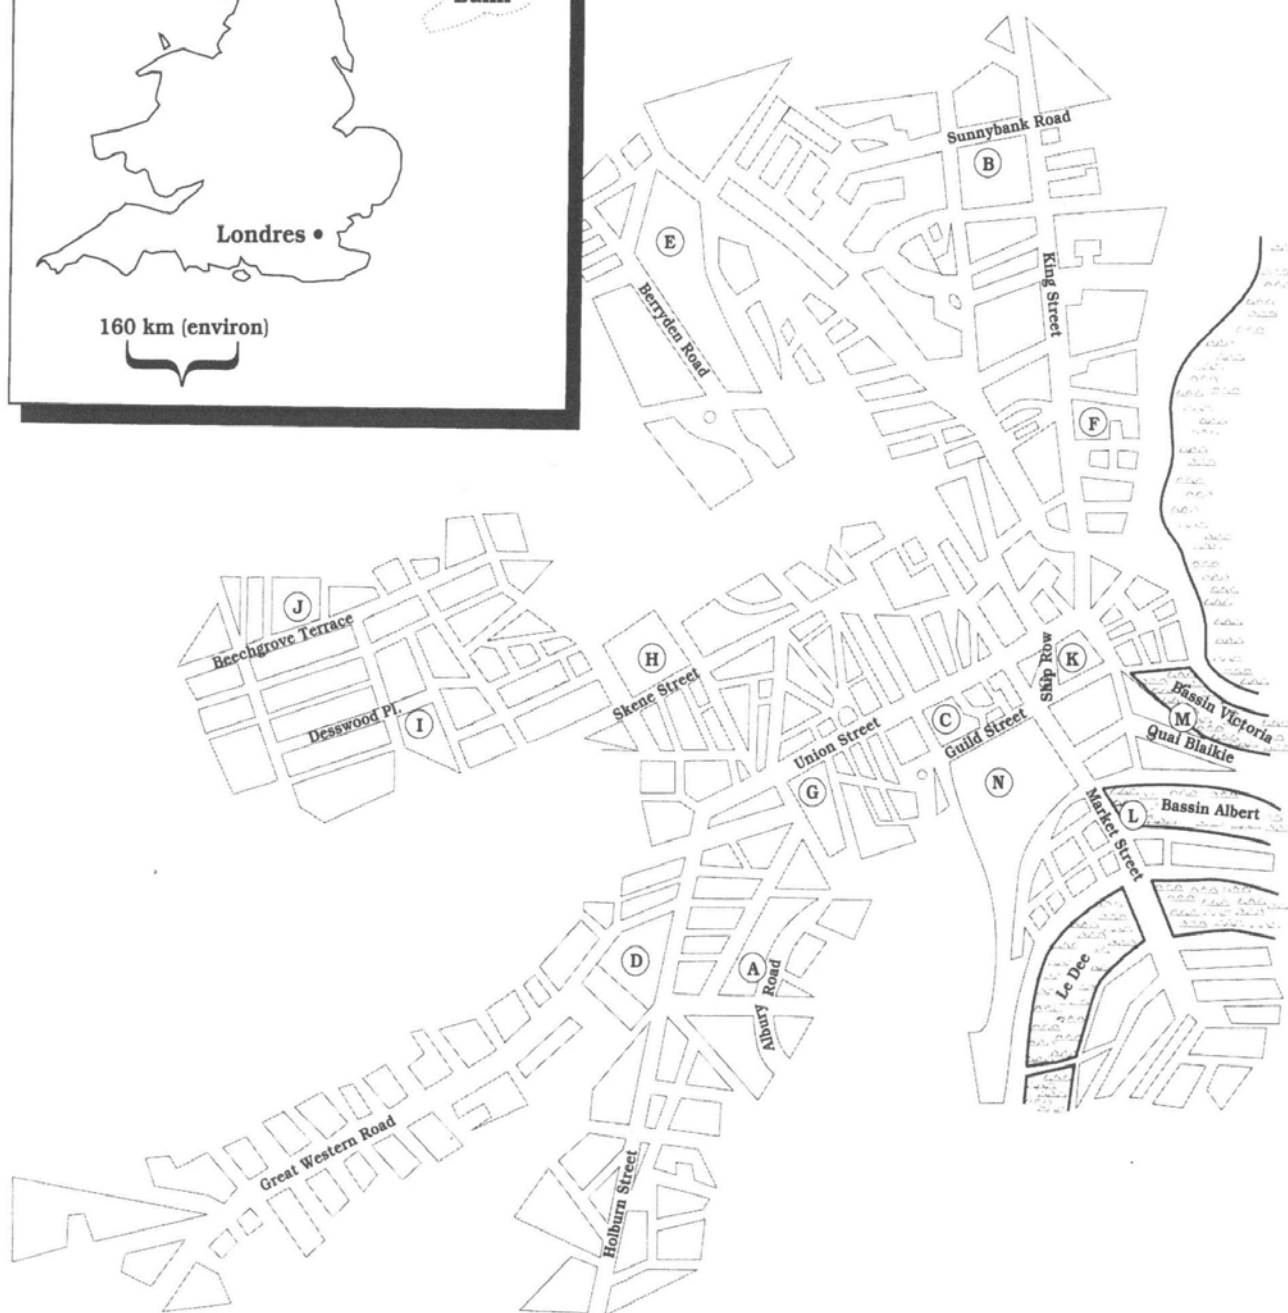 Londres
160 km (environ)
Sunnybank Road
B
E
King Street
Berryden Road
F
J
Beechgrove Terrace
H
Skene Street
Ship Row
K
Desswood Pl.
I
Bassin Victoria
M
Quai Blaikie
C
Guild Street
Union Street
G
N
Market Street
L
Bassin Albert
D
A
Albury Road
Le Dee
Great Western Road
Holburn Street